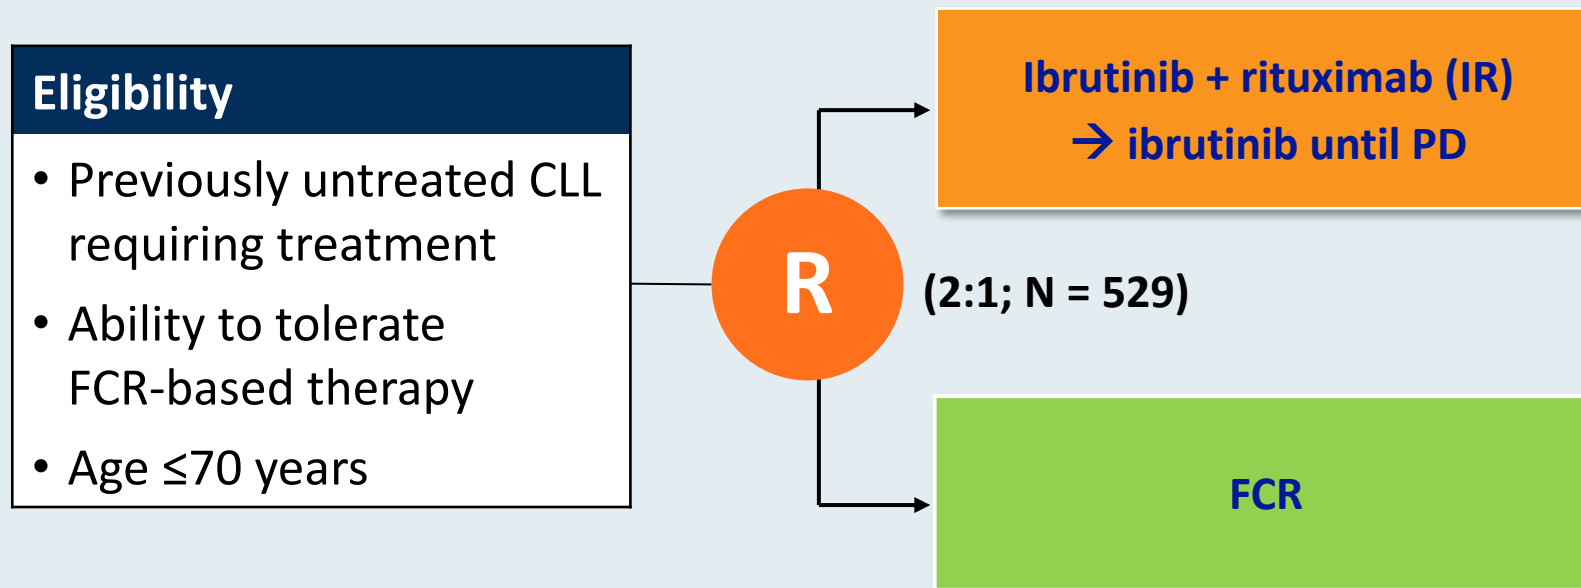 Eligibility
• Previously untreated CLL
requiring treatment
• Ability to tolerate
FCR-based therapy
• Age ≤70 years
R
(2:1; N = 529)
Ibrutinib + rituximab (IR)
→ ibrutinib until PD
FCR